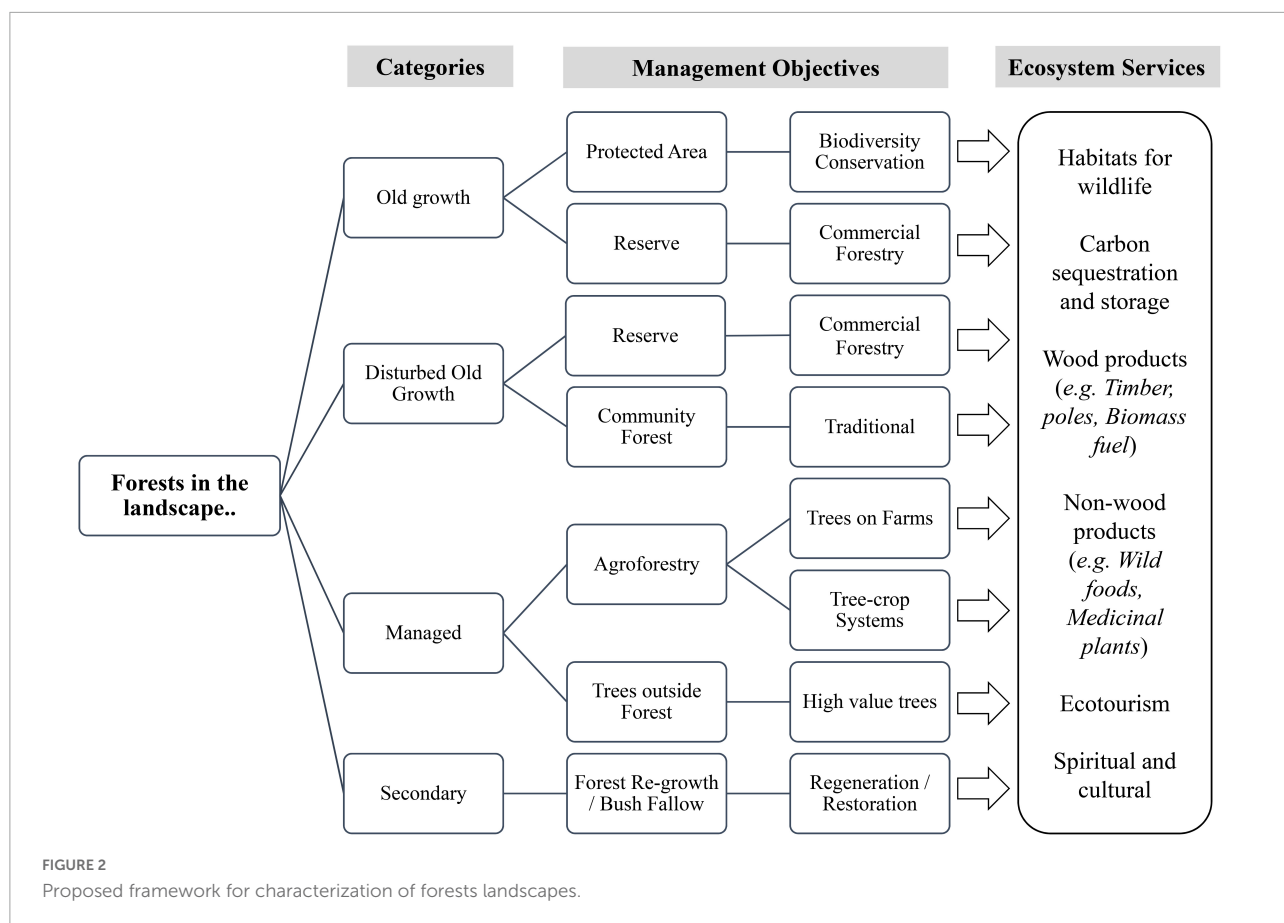 Categories
Management Objectives
Ecosystem Services
Forests in the
landscape..
Old growth
Protected Area
Biodiversity
Conservation
Reserve
Commercial
Forestry
Disturbed Old
Growth
Reserve
Commercial
Forestry
Community
Forest
Traditional
Managed
Agroforestry
Trees on Farms
Tree-crop
Systems
Trees outside
Forest
High value trees
Secondary
Forest Re-growth
/ Bush Fallow
Regeneration /
Restoration
Habitats for
wildlife
Carbon
sequestration
and storage
Wood products
(e.g. Timber,
poles, Biomass
fuel)
Non-wood
products
(e.g. Wild
foods,
Medicinal
plants)
Ecotourism
Spiritual and
cultural
FIGURE 2
Proposed framework for characterization of forests landscapes.